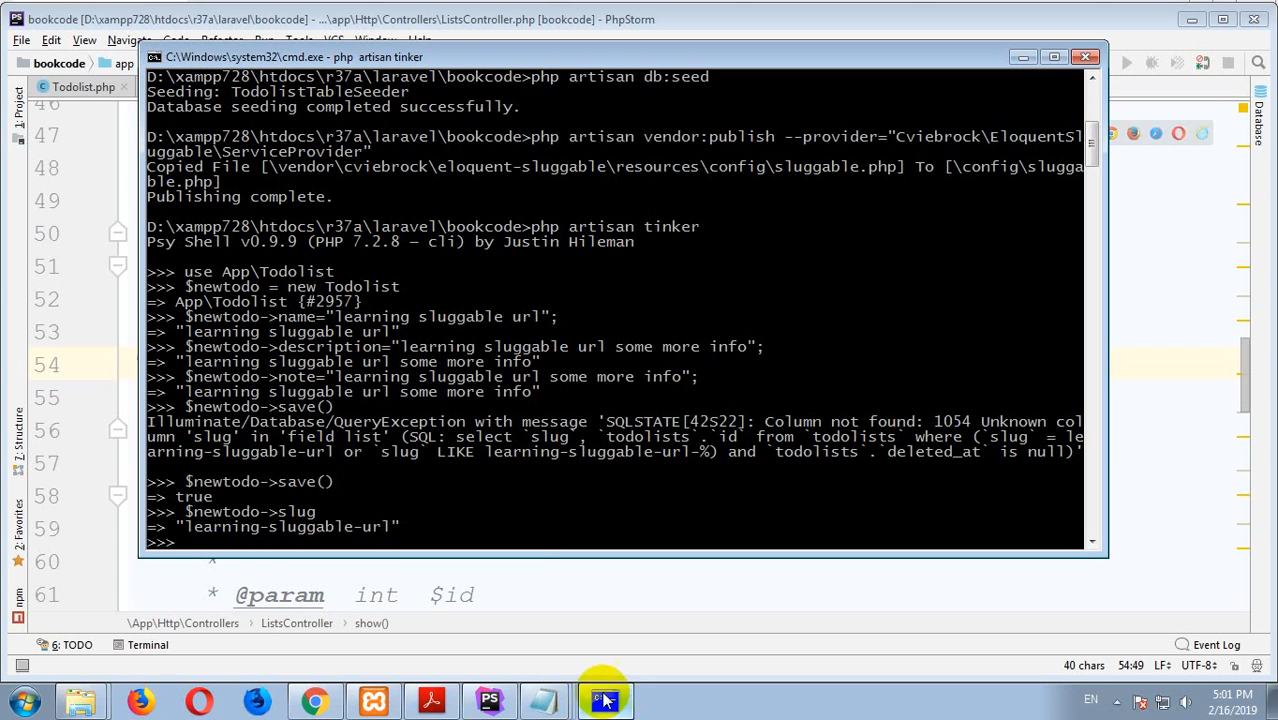 bookcode [D:\xampp728\htdocs\r37a\laravel\bookcode] - ...\app\Http\Controllers\ListsController.php [bookcode] - PhpStorm
File Edit View Navigate
C:\Windows\system32\cmd.exe - php artisan tinker
bookcode app
D:\xampp728\htdocs\r37a\laravel\bookcode>php artisan db:seed
Todolist.php
Seeding: TodolistTableSeeder
Database seeding completed successfully.
D:\xampp728\htdocs\r37a\laravel\bookcode>php artisan vendor:publish --provider="Cviebrock\EloquentSl
uggable\ServiceProvider"
Copied File [\vendor\cviebrock\eloquent-sluggable\resources\config\sluggable.php] To [\config\slugga
ble.php]
Publishing complete.
D:\xampp728\htdocs\r37a\laravel\bookcode>php artisan tinker
Psy Shell v0.9.9 (PHP 7.2.8 — cli) by Justin Hileman
>>> use App\Todolist
>>> $newtodo = new Todolist
=> App\Todolist {#2957}
>>> $newtodo->name="learning sluggable url";
=> "learning sluggable url"
>>> $newtodo->description="learning sluggable url some more info";
=> "learning sluggable url some more info"
>>> $newtodo->note="learning sluggable url some more info";
=> "learning sluggable url some more info"
>>> $newtodo->save()
Illuminate/Database/QueryException with message 'SQLSTATE[42S22]: Column not found: 1054 Unknown col
umn 'slug' in 'field list' (SQL: select `slug`, `todolists`.`id` from `todolists` where (`slug` = le
arning-sluggable-url or `slug` LIKE learning-sluggable-url-%) and `todolists`.`deleted_at` is null)'
>>> $newtodo->save()
=> true
>>> $newtodo->slug
=> "learning-sluggable-url"
>>>
1: Project
7: Structure
2: Favorites
npm
Database
46
47
48
49
50
51
52
53
54
55
56
57
58
59
60 *
61 * @param int $id
\App\Http\Controllers ListsController show()
6: TODO Terminal Event Log
40 chars 54:49 LF÷ UTF-8÷
EN 5:01 PM
2/16/2019